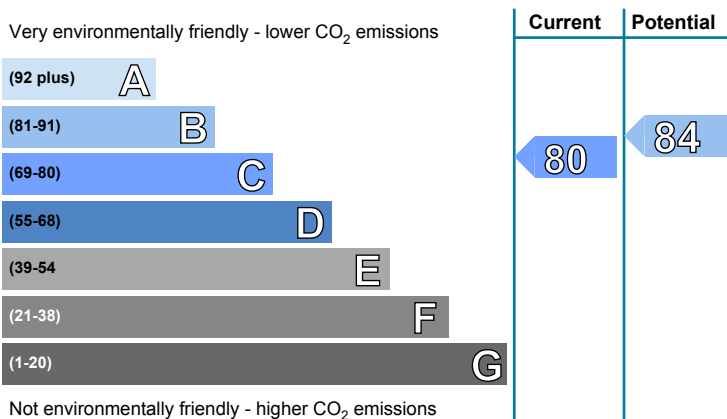 Very environmentally friendly - lower CO2 emissions
Current
Potential
(92 plus) A
(81-91) B
(69-80) C
(55-68) D
(39-54 E
(21-38) F
(1-20) G
80
84
Not environmentally friendly - higher CO2 emissions